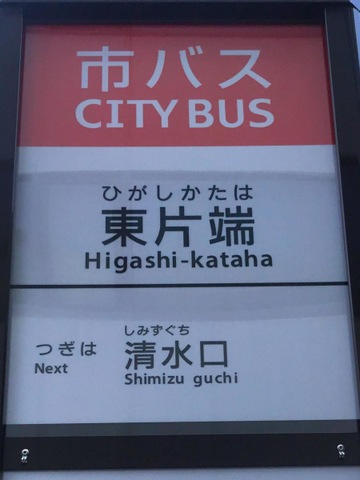 市バス
CITY BUS
ひがしかたは
東片端
Higashi-kataha
しみずぐち
つぎは 清水口
Next Shimizu guchi